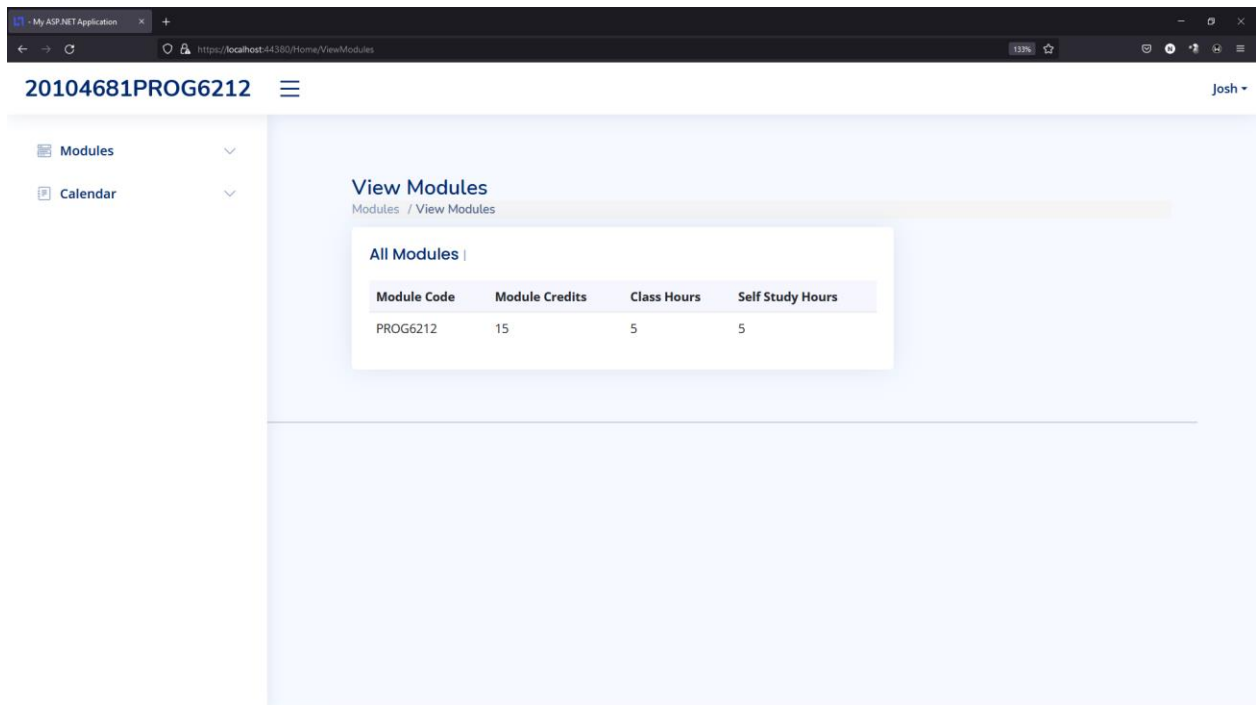 - My ASP.NET Application
https://localhost:44380/Home/ViewModules
133%
20104681PROG6212
Josh
Modules
Calendar
View Modules
Modules / View Modules
All Modules |
Module Code Module Credits Class Hours Self Study Hours
PROG6212 15 5 5